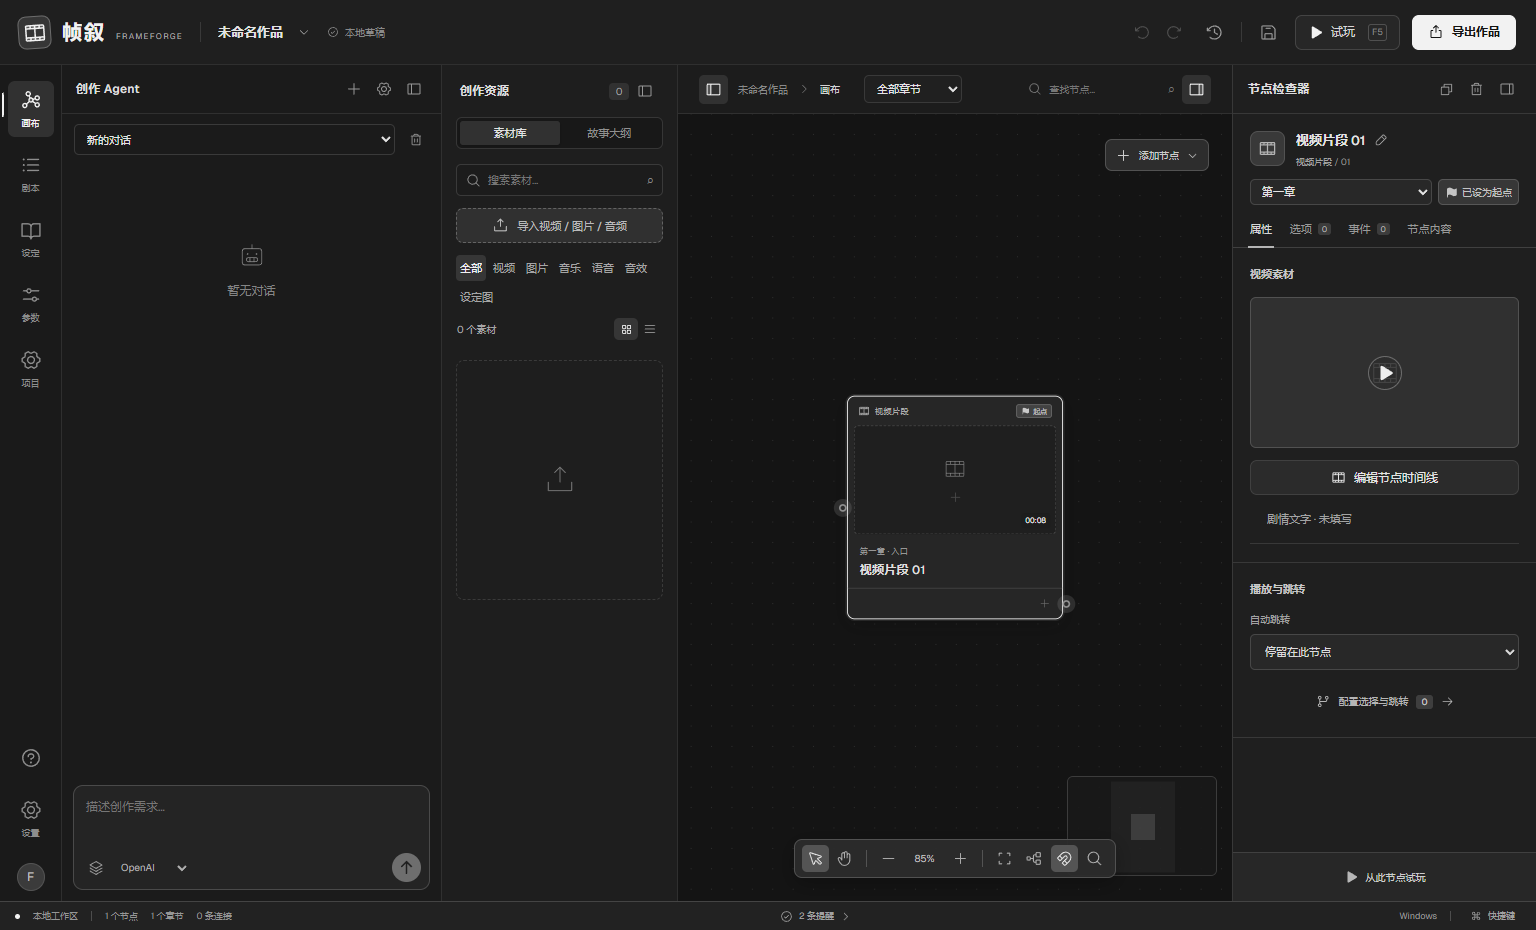 帧叙 FRAMEFORGE
未命名作品
本地草稿
试玩 F5
导出作品
画布
剧本
设定
参数
项目
设置
F
创作 Agent
新的对话
暂无对话
描述创作需求...
OpenAI
创作资源 0
素材库 故事大纲
搜索素材...
导入视频 / 图片 / 音频
全部 视频 图片 音乐 语音 音效
设定图
0 个素材
未命名作品 画布 全部章节 查找节点...
添加节点
视频片段 起点
00:08
第一章 · 入口
视频片段 01
85%
节点检查器
视频片段 01
视频片段 / 01
第一章 已设为起点
属性 选项 0 事件 0 节点内容
视频素材
编辑节点时间线
剧情文字 · 未填写
播放与跳转
自动跳转
停留在此节点
配置选择与跳转 0
从此节点试玩
本地工作区 1 个节点 1 个章节 0 条连接
2 条提醒
Windows ⌘ 快捷键